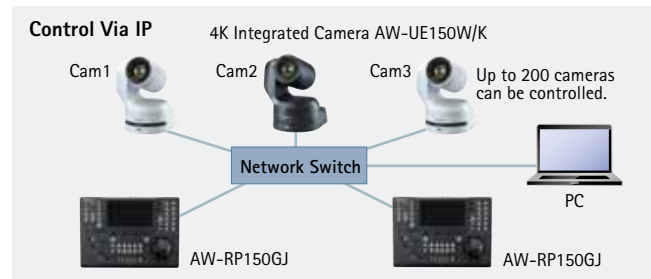 Control Via IP
4K Integrated Camera AW-UE150W/K
Cam1
Cam2
Cam3
Up to 200 cameras
can be controlled.
Network Switch
PC
AW-RP150GJ
AW-RP150GJ